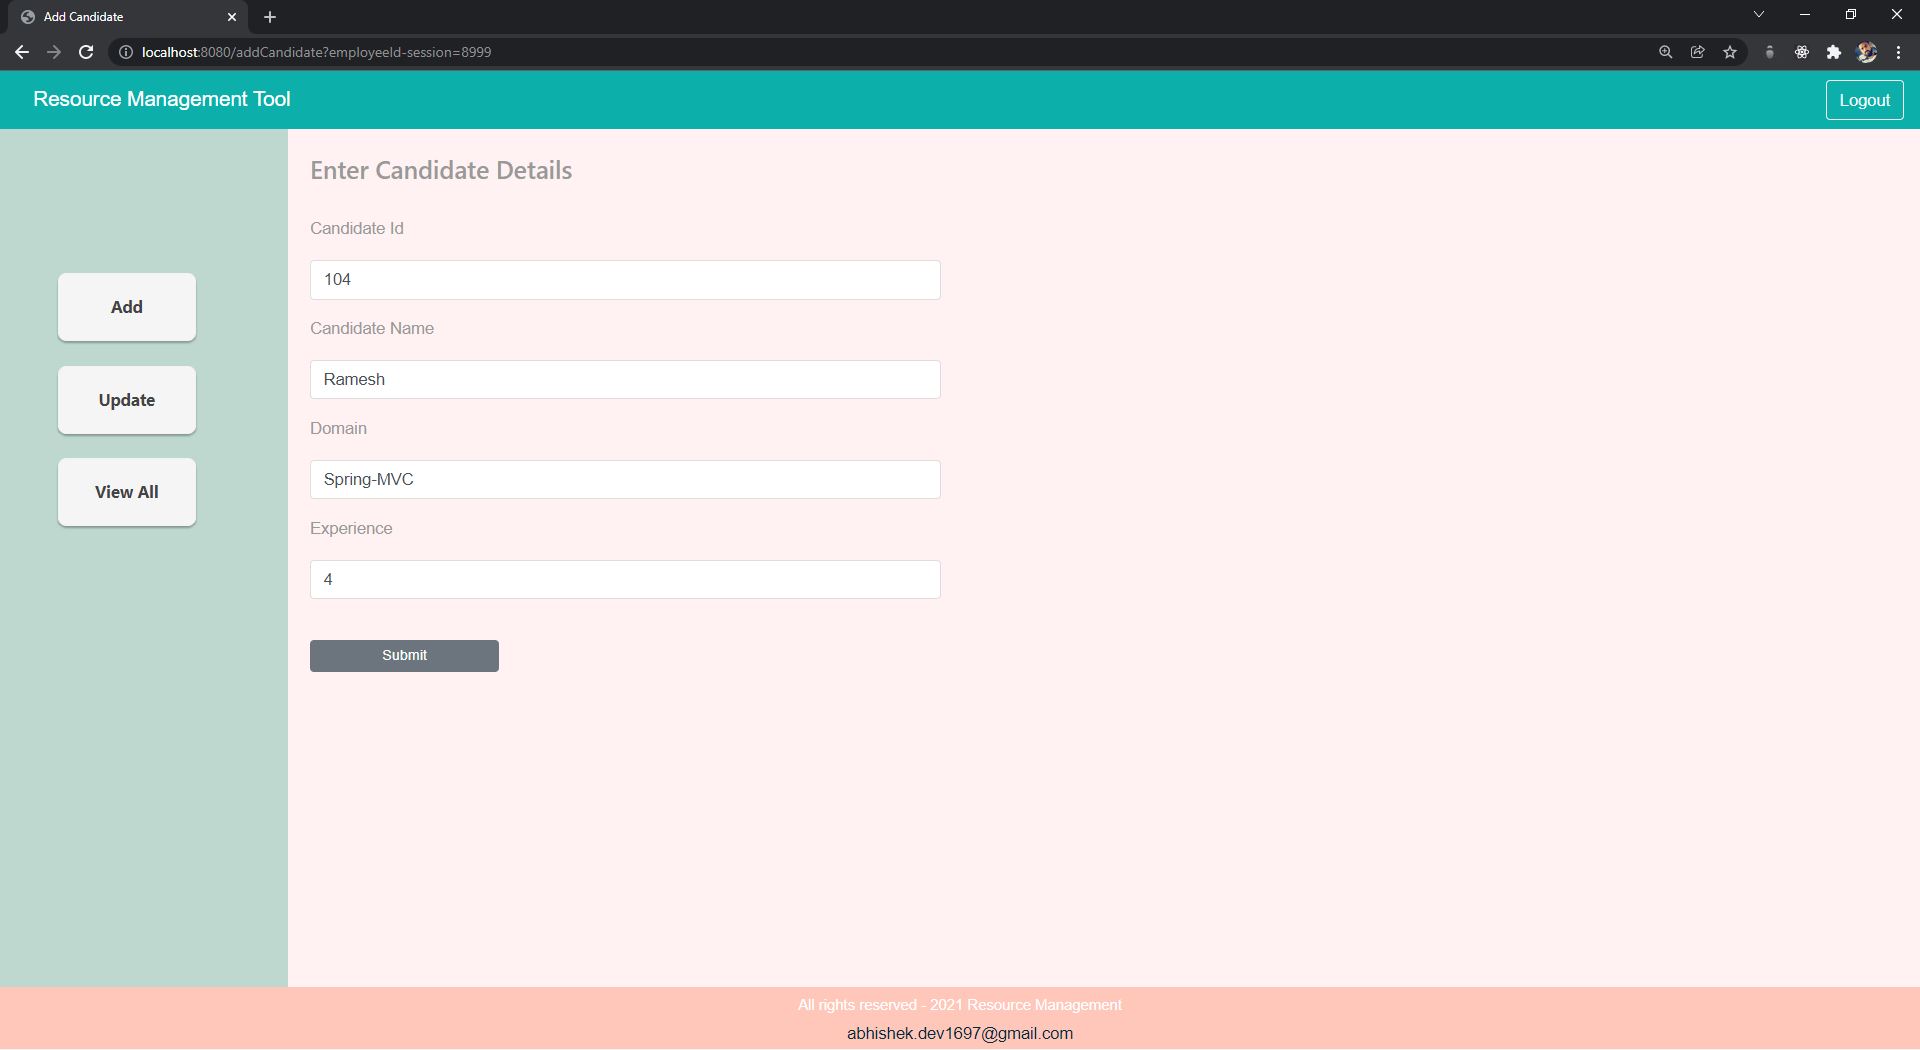 Add Candidate
localhost:8080/addCandidate?employeeId-session=8999
Resource Management Tool
Logout
Add
Update
View All
Enter Candidate Details
Candidate Id
104
Candidate Name
Ramesh
Domain
Spring-MVC
Experience
4
Submit
All rights reserved - 2021 Resource Management
abhishek.dev1697@gmail.com